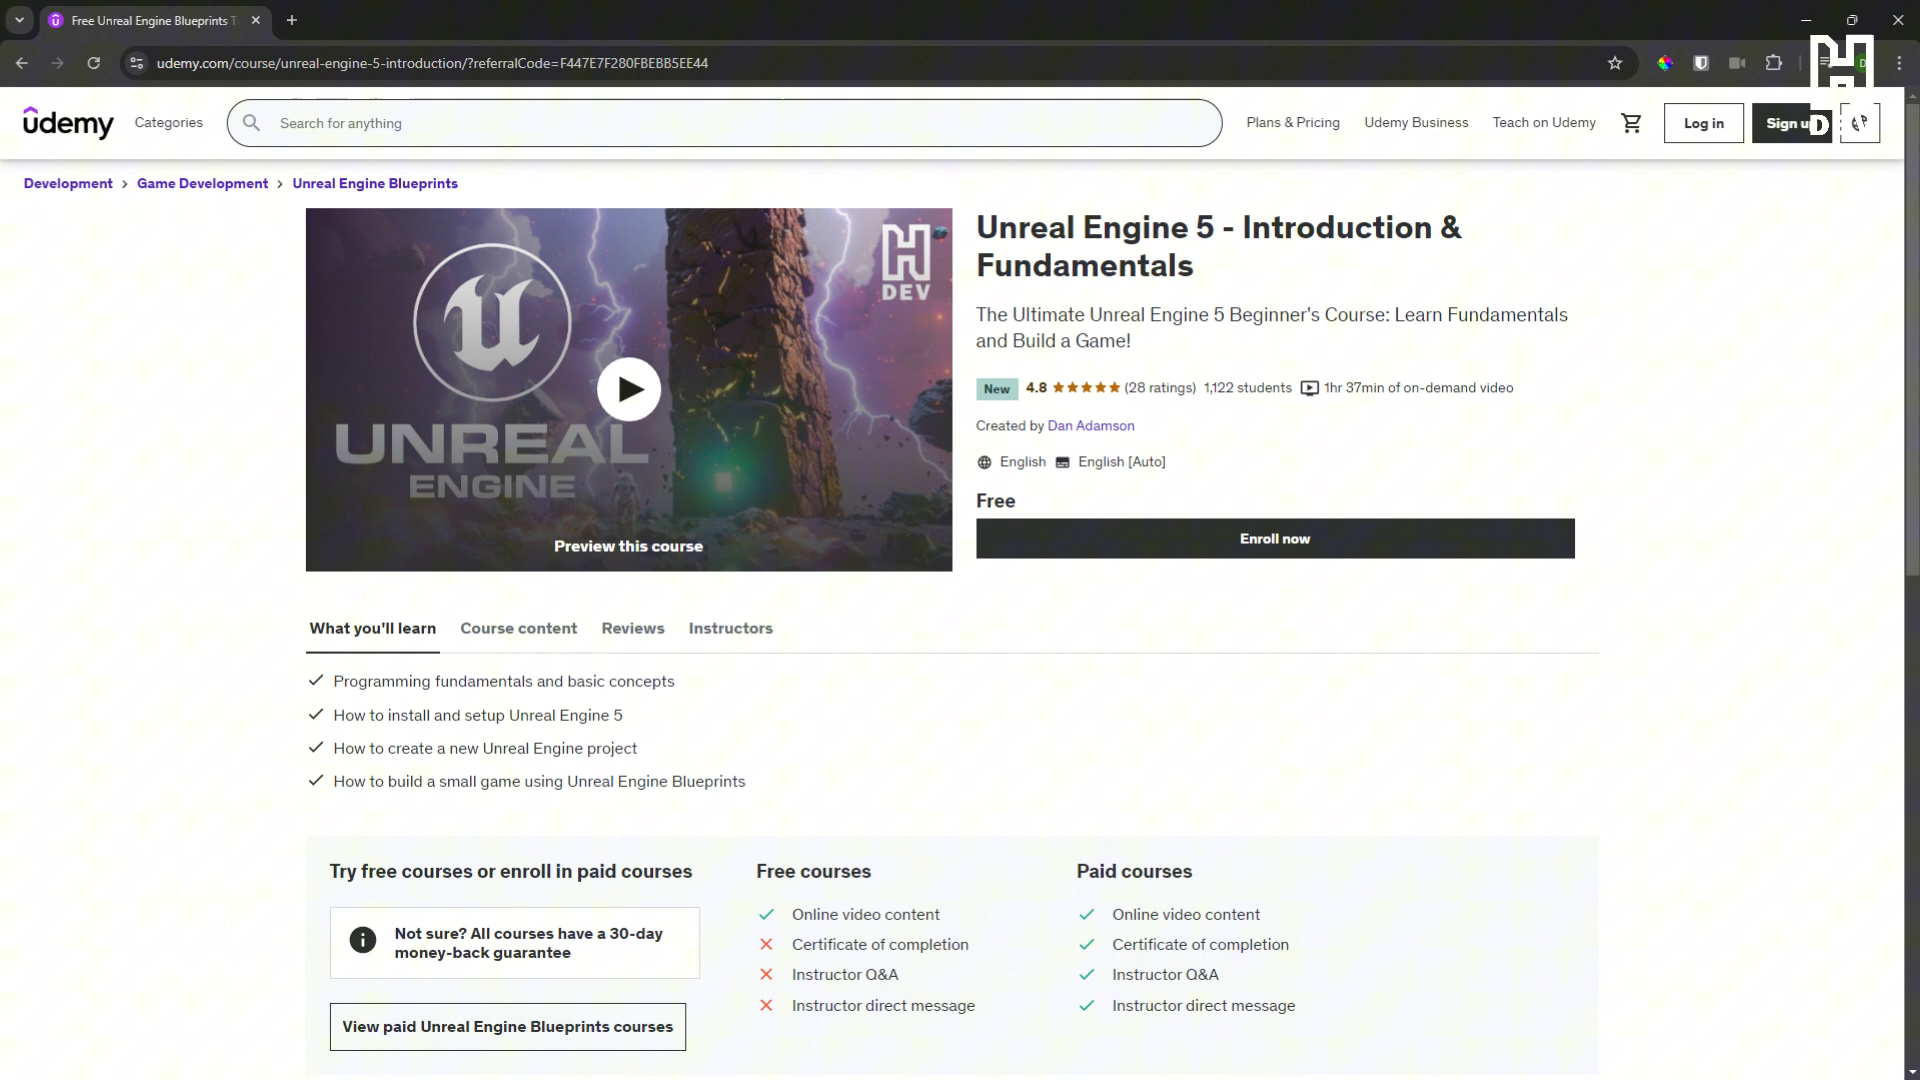 Free Unreal Engine Blueprints T
udemy.com/course/unreal-engine-5-introduction/?referralCode=F447E7F280FBEBB5EE44
udemy
Categories
Search for anything
Plans & Pricing
Udemy Business
Teach on Udemy
Log in
Sign u
Development > Game Development > Unreal Engine Blueprints
DEV
UNREAL
ENGINE
Preview this course
Unreal Engine 5 - Introduction &
Fundamentals
The Ultimate Unreal Engine 5 Beginner's Course: Learn Fundamentals
and Build a Game!
New 4.8 (28 ratings) 1,122 students 1hr 37min of on-demand video
Created by Dan Adamson
English English [Auto]
Free
Enroll now
What you'll learn
Course content
Reviews
Instructors
Programming fundamentals and basic concepts
How to install and setup Unreal Engine 5
How to create a new Unreal Engine project
How to build a small game using Unreal Engine Blueprints
Try free courses or enroll in paid courses
Not sure? All courses have a 30-day
money-back guarantee
View paid Unreal Engine Blueprints courses
Free courses
Online video content
Certificate of completion
Instructor Q&A
Instructor direct message
Paid courses
Online video content
Certificate of completion
Instructor Q&A
Instructor direct message